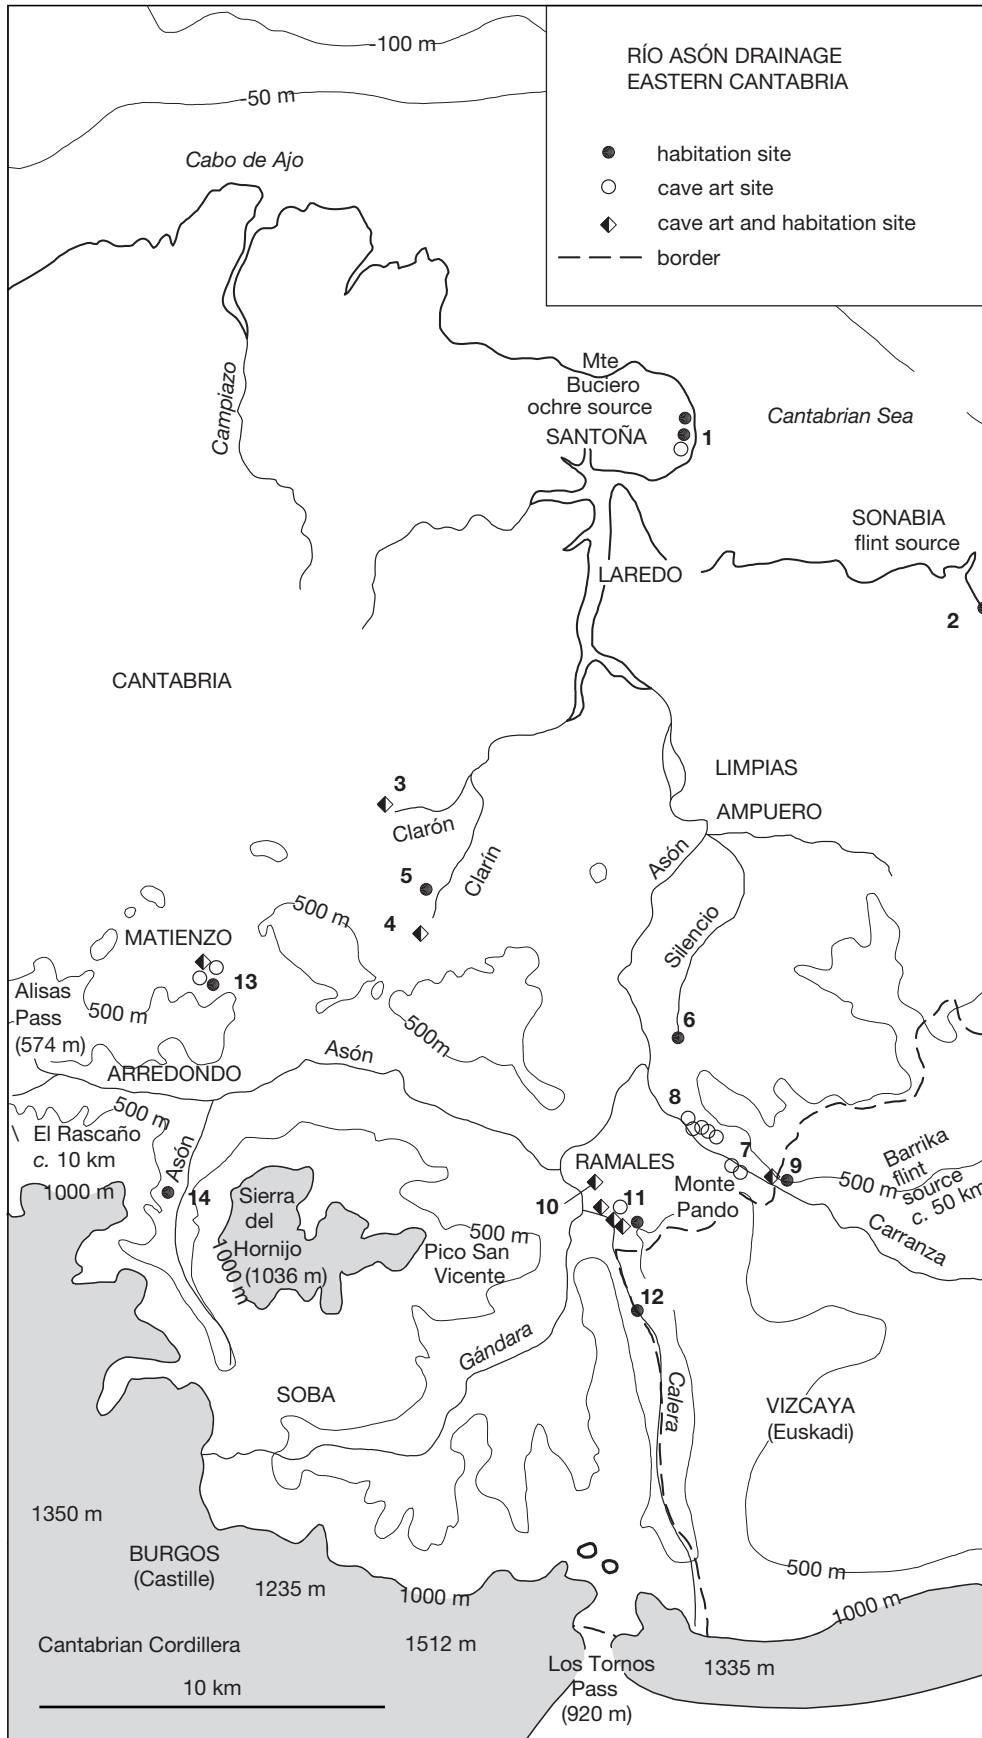 -100 m
-50 m
RÍO ASÓN DRAINAGE
EASTERN CANTABRIA
habitation site
cave art site
cave art and habitation site
border
Cabo de Ajo
Campiazo
Mte
Buciero
ochre source
SANTOÑA
1
Cantabrian Sea
SONABIA
flint source
LAREDO
2
CANTABRIA
LIMPIAS
AMPUERO
3
Clarón
Clarín
Asón
Silencio
5
4
500 m
MATIENZO
13
Alisas
Pass
(574 m)
500 m
500m
6
Asón
ARREDONDO
500 m
El Rascaño
c. 10 km
1000 m
Asón
14
Sierra
del
Hornijo
(1036 m)
1000 m
500 m
Pico San
Vicente
8
7
9
RAMALES
10
11
Monte
Pando
500 m
Barrika
flint
source
c. 50 km
Carranza
12
Gándara
Calera
SOBA
VIZCAYA
(Euskadi)
1350 m
BURGOS
(Castille)
1235 m
1000 m
500 m
1000 m
Cantabrian Cordillera
1512 m
Los Tornos
Pass
(920 m)
1335 m
10 km